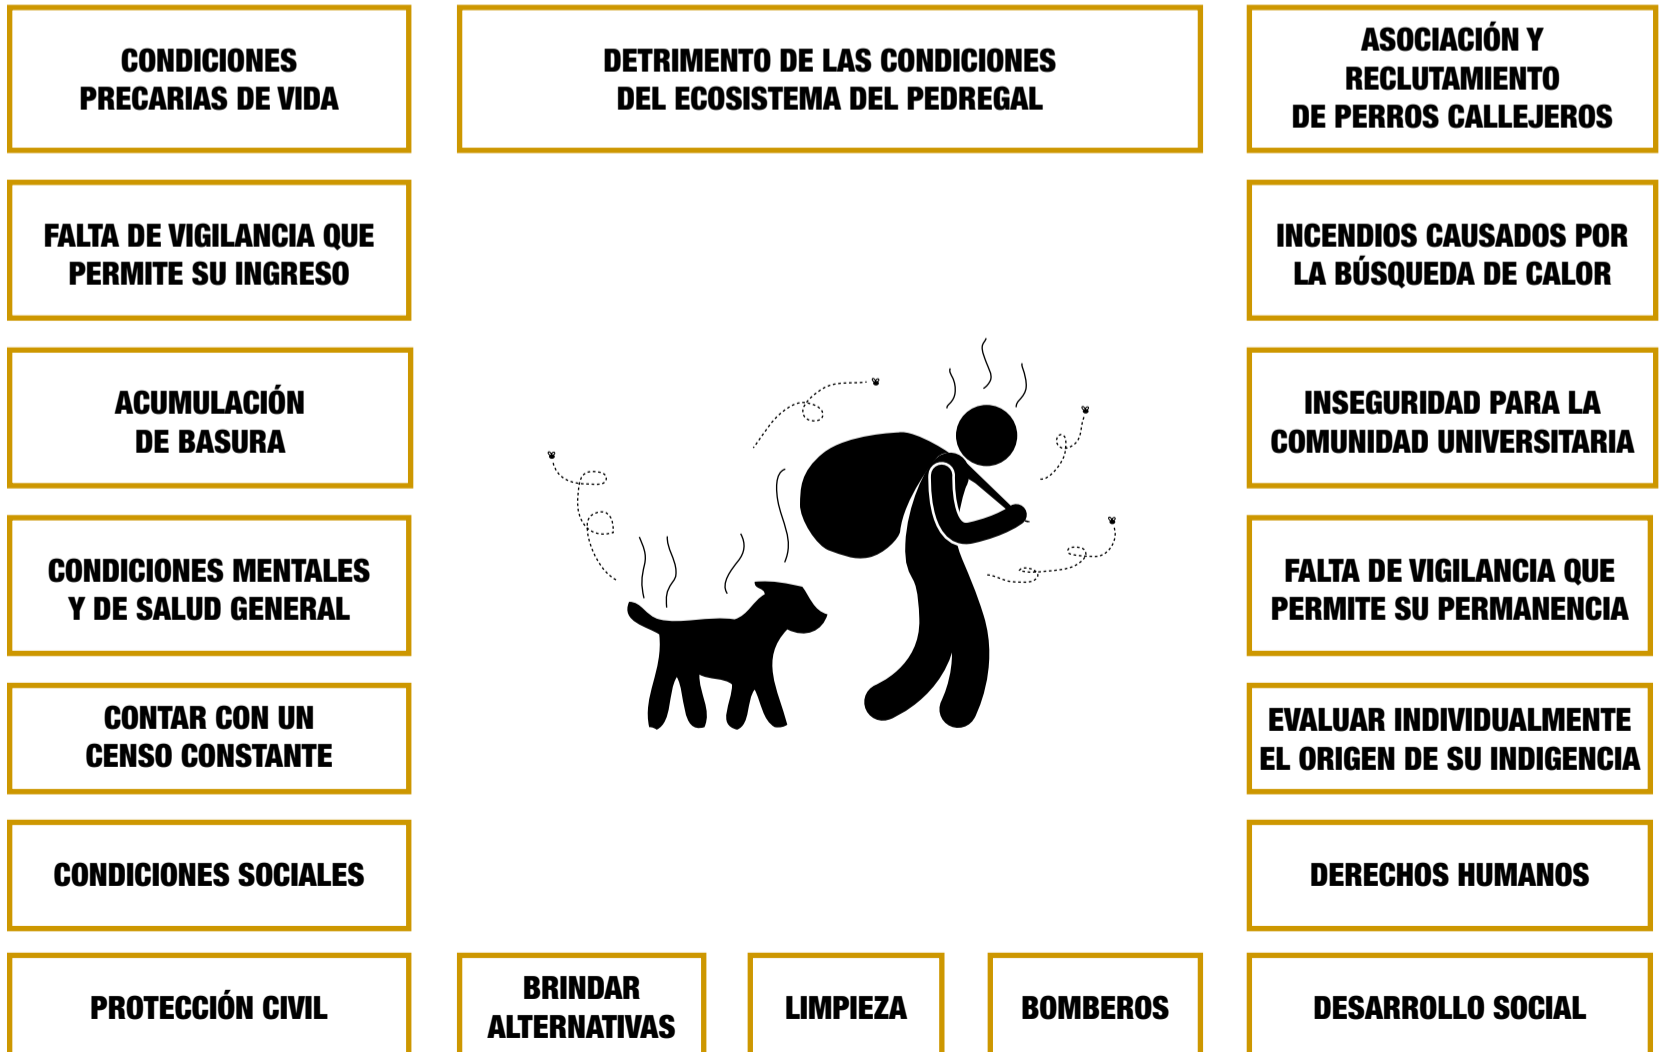 CONDICIONES
PRECARIAS DE VIDA
DETRIMENTO DE LAS CONDICIONES
DEL ECOSISTEMA DEL PEDREGAL
ASOCIACIÓN Y
RECLUTAMIENTO
DE PERROS CALLEJEROS
FALTA DE VIGILANCIA QUE
PERMITE SU INGRESO
INCENDIOS CAUSADOS POR
LA BÚSQUEDA DE CALOR
ACUMULACIÓN
DE BASURA
INSEGURIDAD PARA LA
COMUNIDAD UNIVERSITARIA
CONDICIONES MENTALES
Y DE SALUD GENERAL
FALTA DE VIGILANCIA QUE
PERMITE SU PERMANENCIA
CONTAR CON UN
CENSO CONSTANTE
EVALUAR INDIVIDUALMENTE
EL ORIGEN DE SU INDIGENCIA
CONDICIONES SOCIALES
DERECHOS HUMANOS
PROTECCIÓN CIVIL
BRINDAR
ALTERNATIVAS
LIMPIEZA
BOMBEROS
DESARROLLO SOCIAL